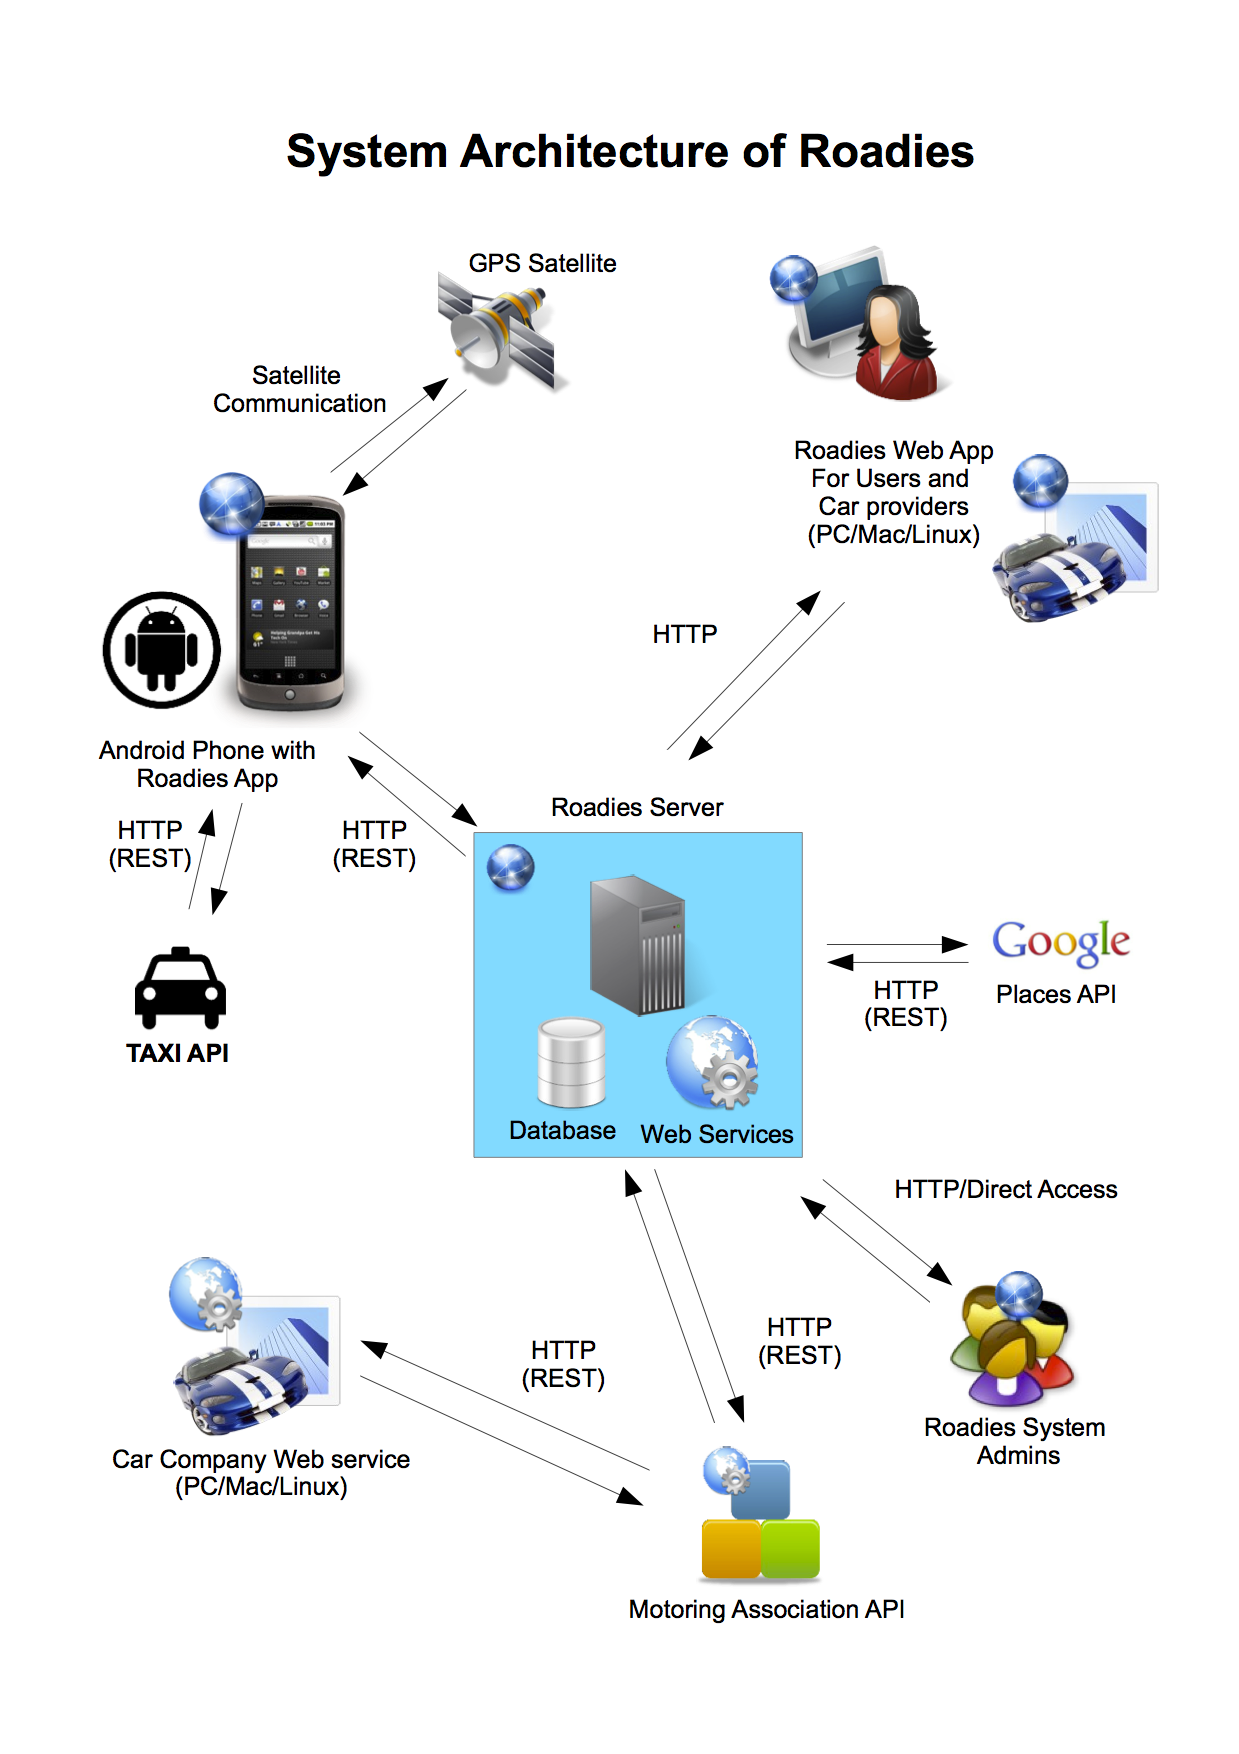 System Architecture of Roadies
GPS Satellite
Satellite
Communication
Roadies Web App
For Users and
Car providers
(PC/Mac/Linux)
HTTP
Android Phone with
Roadies App
HTTP
(REST)
HTTP
(REST)
Roadies Server
Google
Places API
HTTP
(REST)
TAXI API
Database
Web Services
HTTP/Direct Access
HTTP
(REST)
HTTP
(REST)
Roadies System
Admins
Car Company Web service
(PC/Mac/Linux)
Motoring Association API